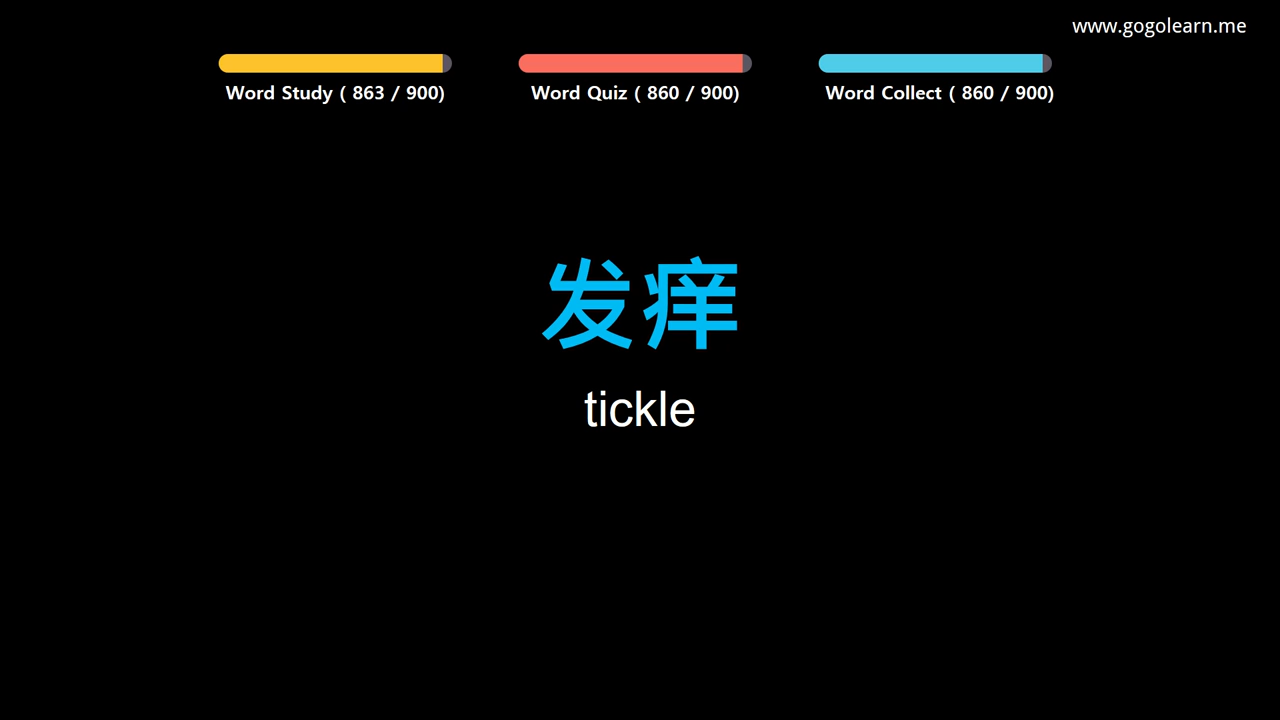 www.gogolearn.me
Word Study ( 863 / 900)
Word Quiz ( 860 / 900)
Word Collect ( 860 / 900)
发痒
tickle